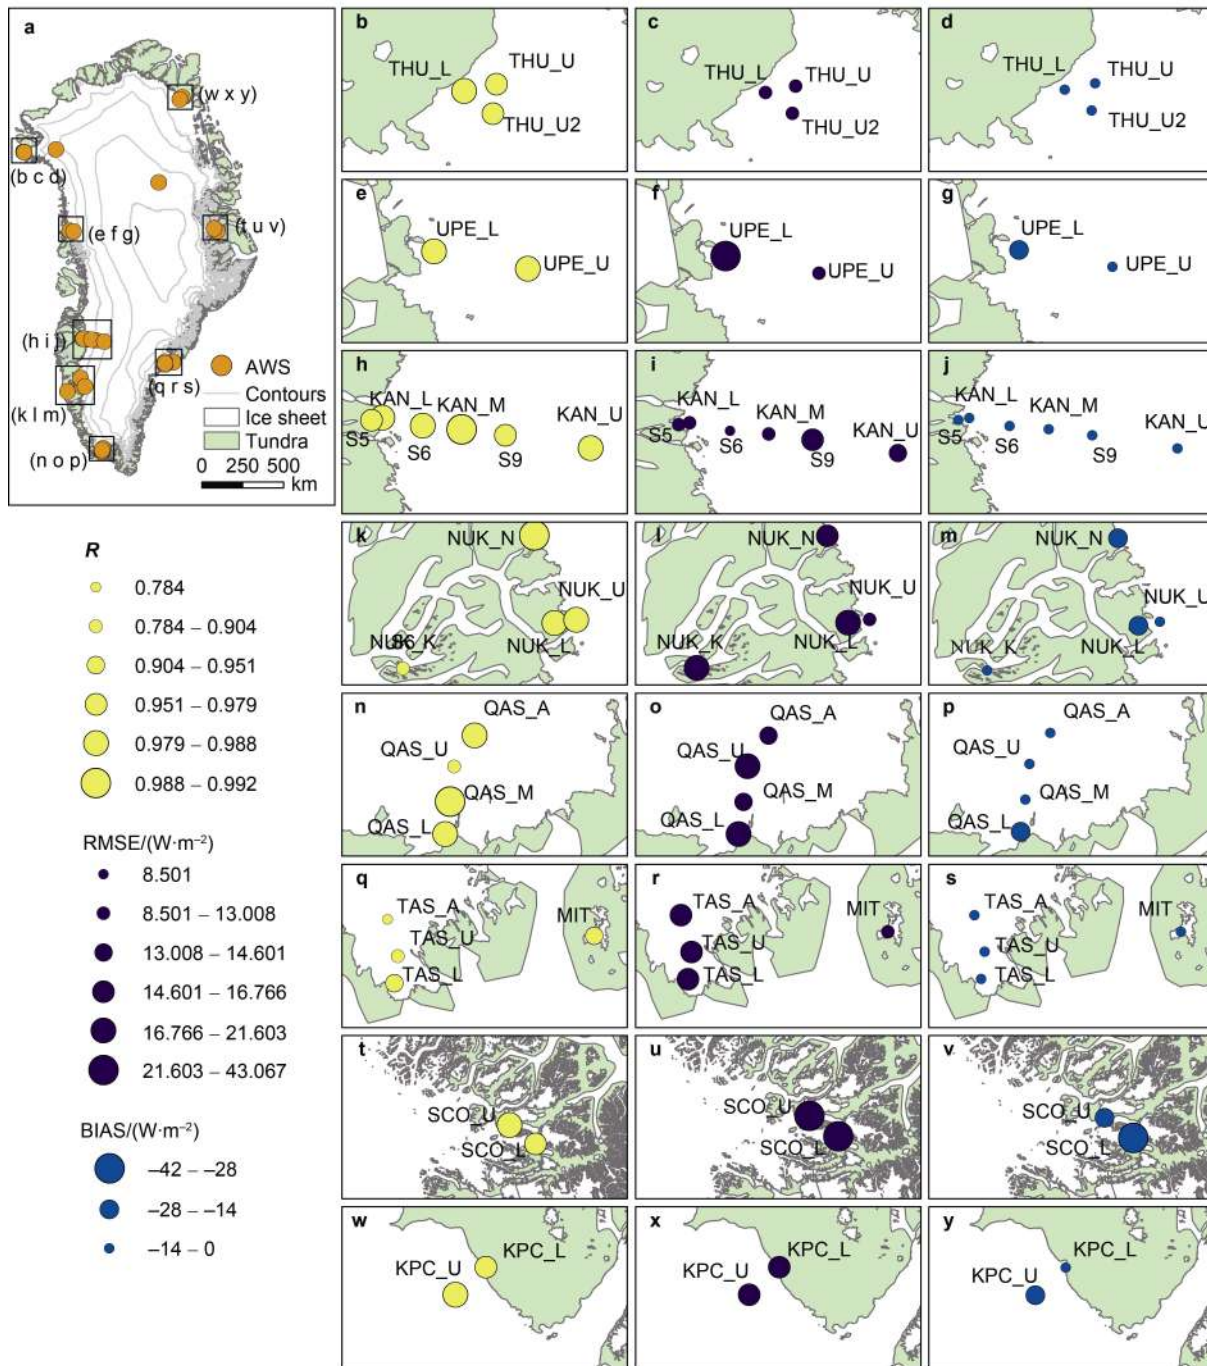 a
(w x y)
(b c d)
(e f g)
(t u v)
(h i j)
(q r s)
(k l m)
(n o p)
AWS
Contours
Ice sheet
Tundra
0 250 500
km
R
0.784
0.784 – 0.904
0.904 – 0.951
0.951 – 0.979
0.979 – 0.988
0.988 – 0.992
RMSE/(W·m⁻²)
8.501
8.501 – 13.008
13.008 – 14.601
14.601 – 16.766
16.766 – 21.603
21.603 – 43.067
BIAS/(W·m⁻²)
–42 – –28
–28 – –14
–14 – 0
b
THU_L
THU_U
THU_U2
c
THU_L
THU_U
THU_U2
d
THU_L
THU_U
THU_U2
e
UPE_L
UPE_U
f
UPE_L
UPE_U
g
UPE_L
UPE_U
h
KAN_L
KAN_M
KAN_U
S5
S6
S9
i
KAN_L
KAN_M
KAN_U
S5
S6
S9
j
KAN_L
KAN_M
KAN_U
S5
S6
S9
k
NUK_N
NUK_U
NUK_L
l
NUK_N
NUK_U
NUK_K
NUK_L
m
NUK_N
NUK_U
NUK_K
NUK_L
n
QAS_A
QAS_U
QAS_M
QAS_L
o
QAS_A
QAS_U
QAS_M
QAS_L
p
QAS_A
QAS_U
QAS_M
QAS_L
q
TAS_A
MIT
TAS_U
TAS_L
r
TAS_A
MIT
TAS_U
TAS_L
s
TAS_A
MIT
TAS_U
TAS_L
t
SCO_U
SCO_L
u
SCO_U
SCO_L
v
SCO_U
SCO_L
w
KPC_L
KPC_U
x
KPC_L
KPC_U
y
KPC_L
KPC_U